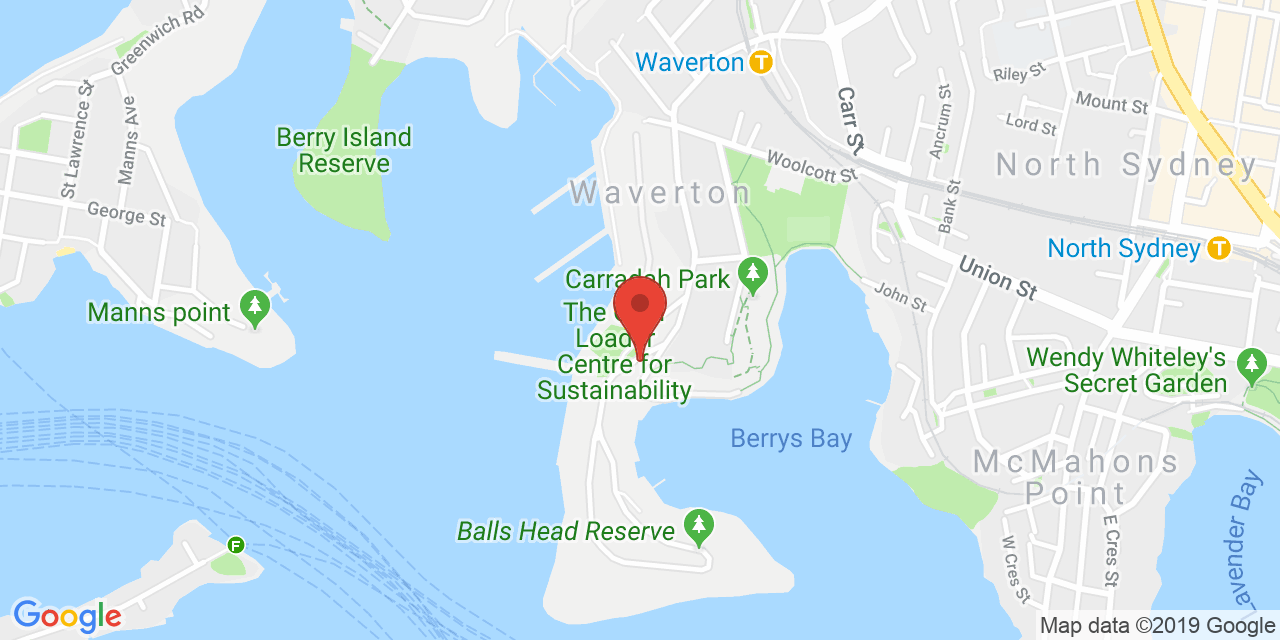 Greenwich Rd
St Lawrence St
Manns Ave
George St
Berry Island
Reserve
Manns point
Waverton
T
Carr St
Riley St
Mount St
Lord St
Ancrum St
Bank St
Woolcott St
North Sydney
Waverton
North Sydney
T
Union St
John St
Carradah Park
The Coal
Loader
Centre for
Sustainability
Wendy Whiteley's
Secret Garden
Berrys Bay
McMahons
Point
Balls Head Reserve
E Cres St
W Cres St
Lavender Bay
F
Google
Map data ©2019 Google